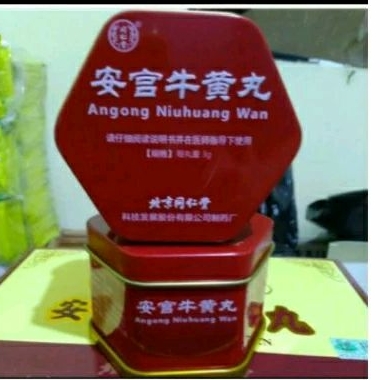 同仁堂
安宫牛黄丸
Angong Niuhuang Wan
请仔细阅读说明书并在医师指导下使用
【规格】每丸重 3g
北京同仁堂
科技发展股份有限公司制药厂
安宫牛黄丸
Angong Niuhuang Wan
安
丸